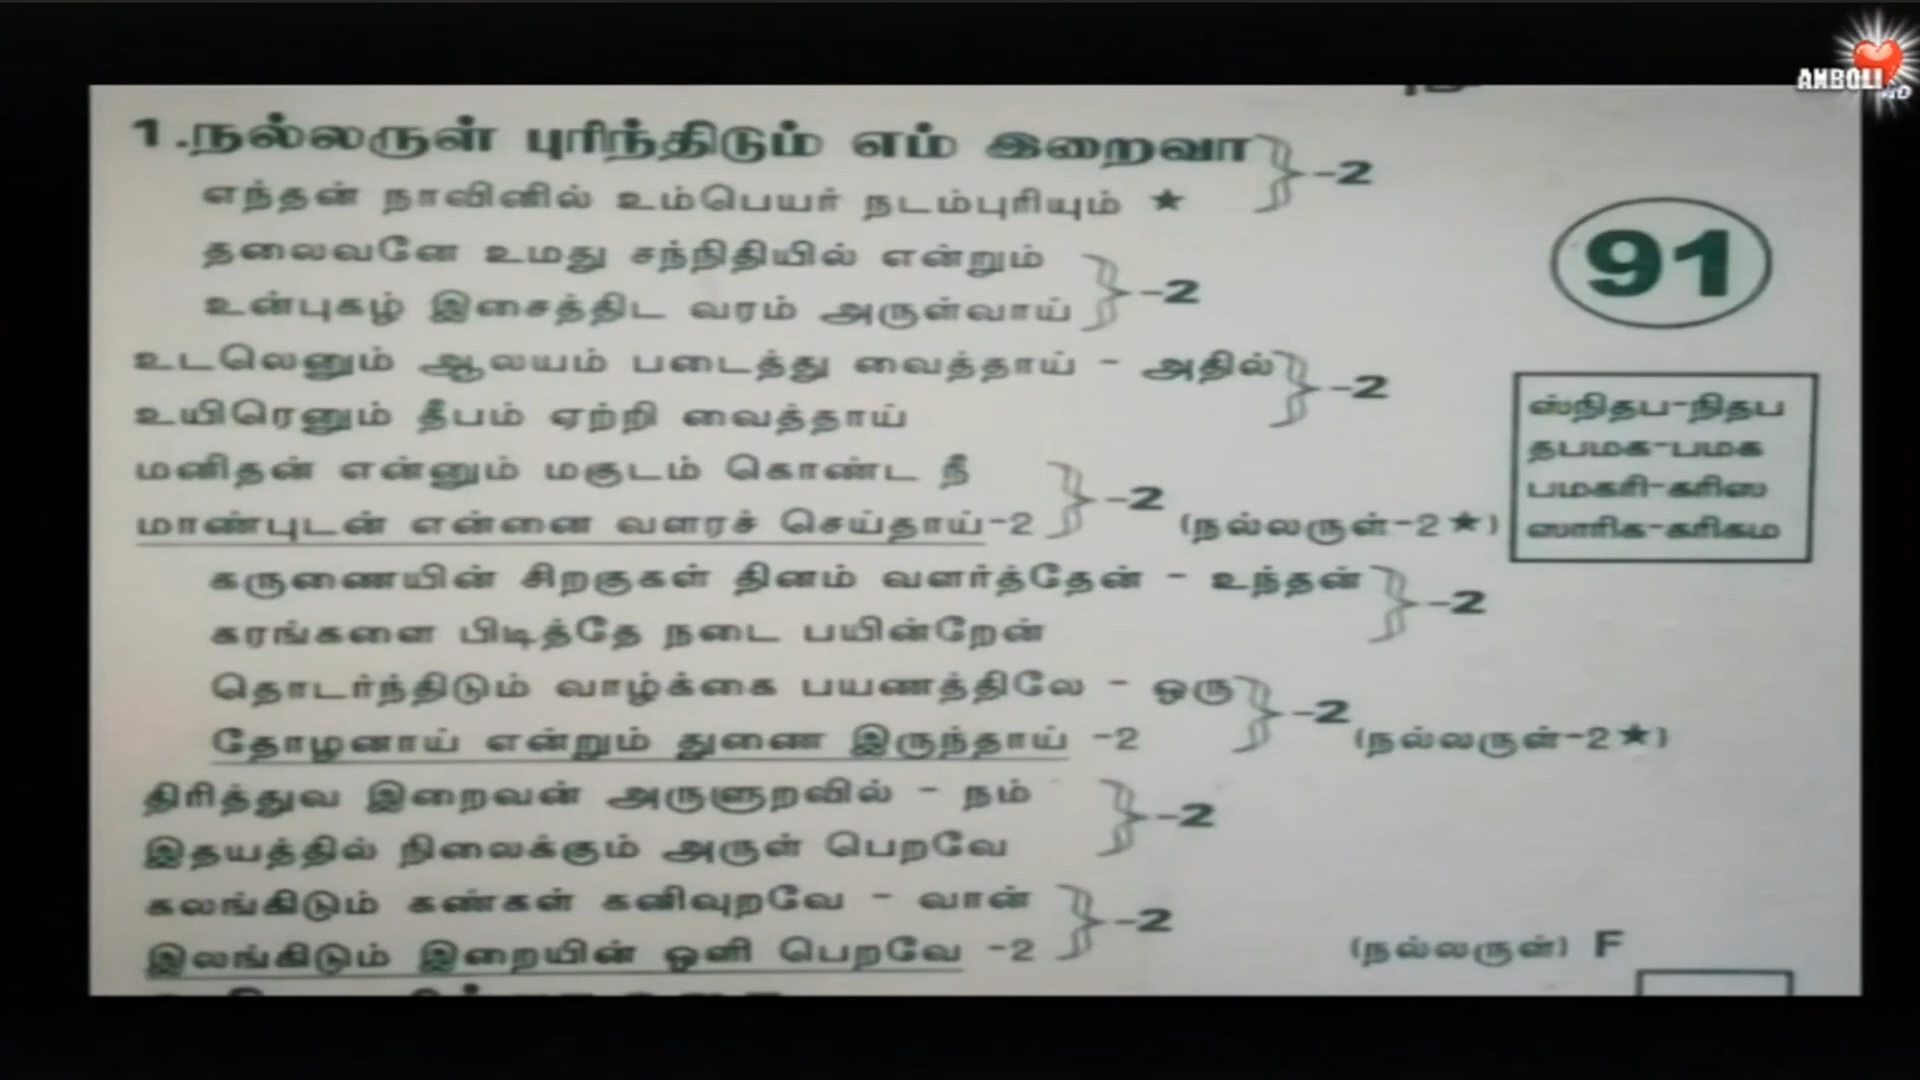 ANBOLI
HD
1.நல்லருள் புரிந்திடும் எம் இறைவா -2
எந்தன் நாவினில் உம்பெயர் நடம்புரியும் ★
தலைவனே உமது சந்நிதியில் என்றும் -2
உன்புகழ் இசைத்திட வரம் அருள்வாய்
91
உடலெனும் ஆலயம் படைத்து வைத்தாய் - அதில் -2
உயிரெனும் தீபம் ஏற்றி வைத்தாய்
மனிதன் என்னும் மகுடம் கொண்ட நீ -2
மாண்புடன் என்னை வளரச் செய்தாய்-2 (நல்லருள்-2★)
ஸ்நிதப-நிதப
தபமக-பமக
பமகரி-கரிஸ
ஸாரிக-கரிகம
கருணையின் சிறகுகள் தினம் வளர்த்தேன் - உந்தன் -2
கரங்களை பிடித்தே நடை பயின்றேன்
தொடர்ந்திடும் வாழ்க்கை பயணத்திலே - ஒரு -2
தோழனாய் என்றும் துணை இருந்தாய் -2 (நல்லருள்-2★)
திரித்துவ இறைவன் அருளுறவில் - நம் -2
இதயத்தில் நிலைக்கும் அருள் பெறவே
கலங்கிடும் கண்கள் கனிவுறவே - வான் -2
இலங்கிடும் இறையின் ஒளி பெறவே -2 (நல்லருள்) F